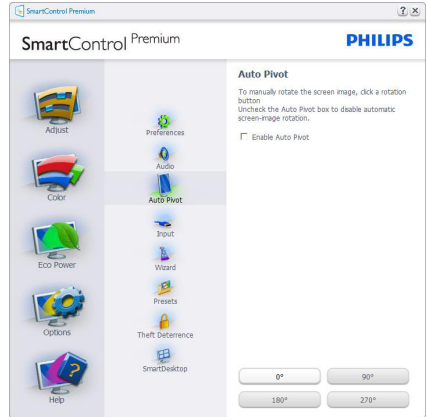 SmartControl Premium
SmartControl Premium
PHILIPS
Adjust
Color
Eco Power
Options
Help
Preferences
Audio
Auto Pivot
Input
Wizard
Presets
Theft Deterrence
SmartDesktop
Auto Pivot
To manually rotate the screen image, click a rotation
button
Uncheck the Auto Pivot box to disable automatic
screen-image rotation.
Enable Auto Pivot
0°
90°
180°
270°